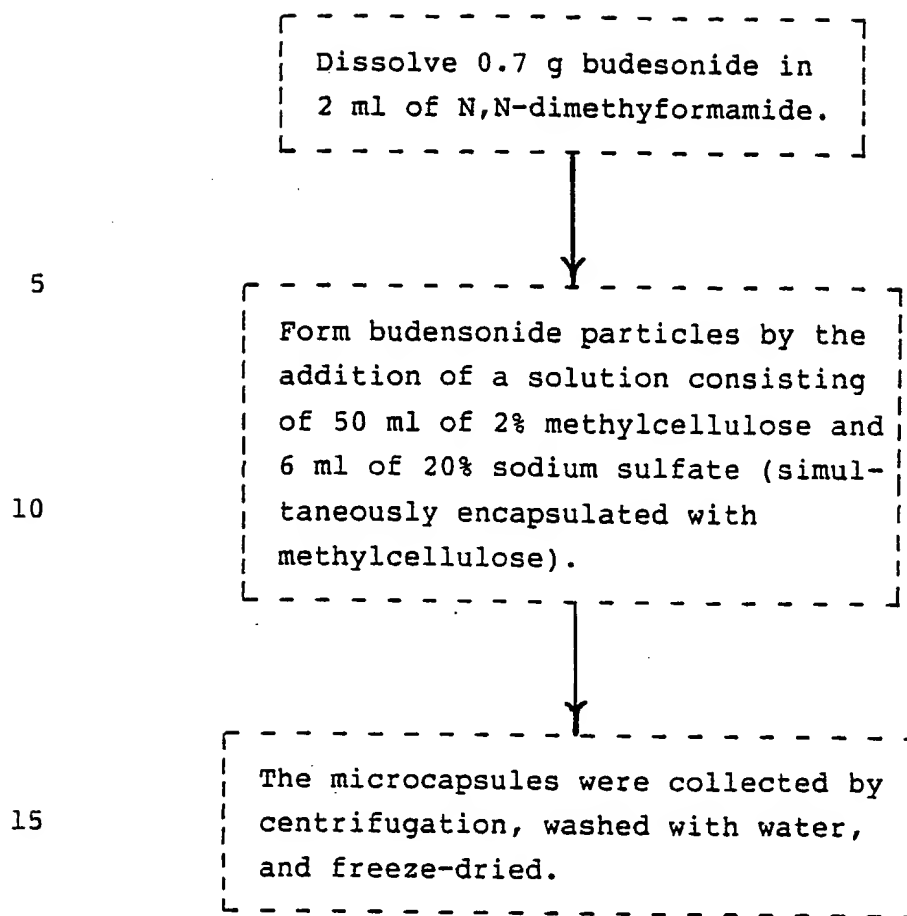 Dissolve 0.7 g budesonide in
2 ml of N,N-dimethyformamide.
5
Form budensonide particles by the
addition of a solution consisting
of 50 ml of 2% methylcellulose and
6 ml of 20% sodium sulfate (simul-
10
taneously encapsulated with
methylcellulose).
The microcapsules were collected by
15
centrifugation, washed with water,
and freeze-dried.